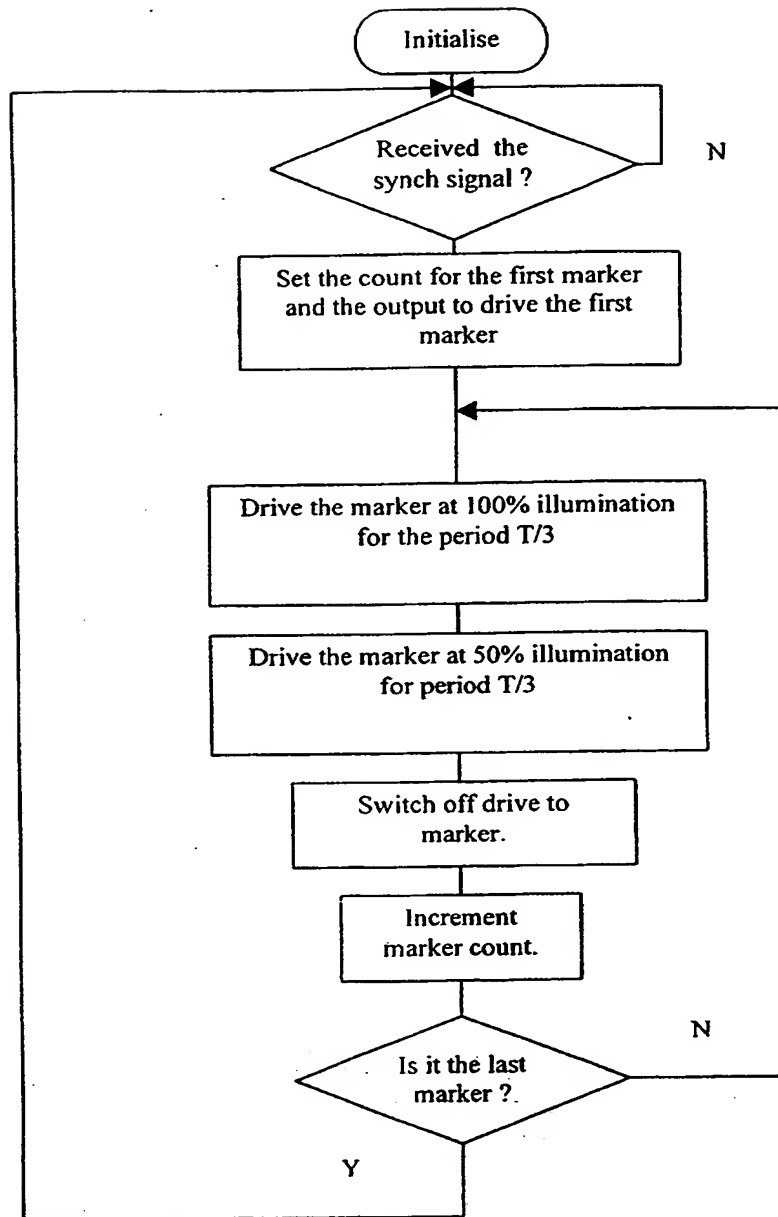 Initialise
Received the
synch signal ?
N
Set the count for the first marker
and the output to drive the first
marker
Drive the marker at 100% illumination
for the period T/3
Drive the marker at 50% illumination
for period T/3
Switch off drive to
marker.
Increment
marker count.
N
Is it the last
marker ?
Y